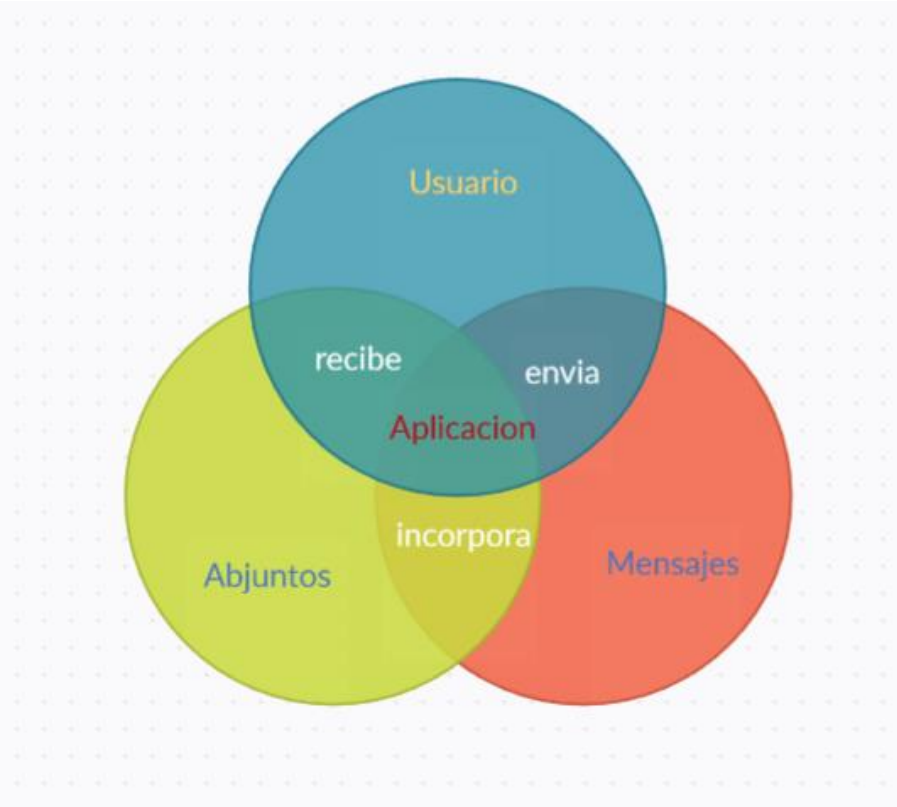 Usuario
recibe
envia
Aplicacion
incorpora
Abjuntos
Mensajes